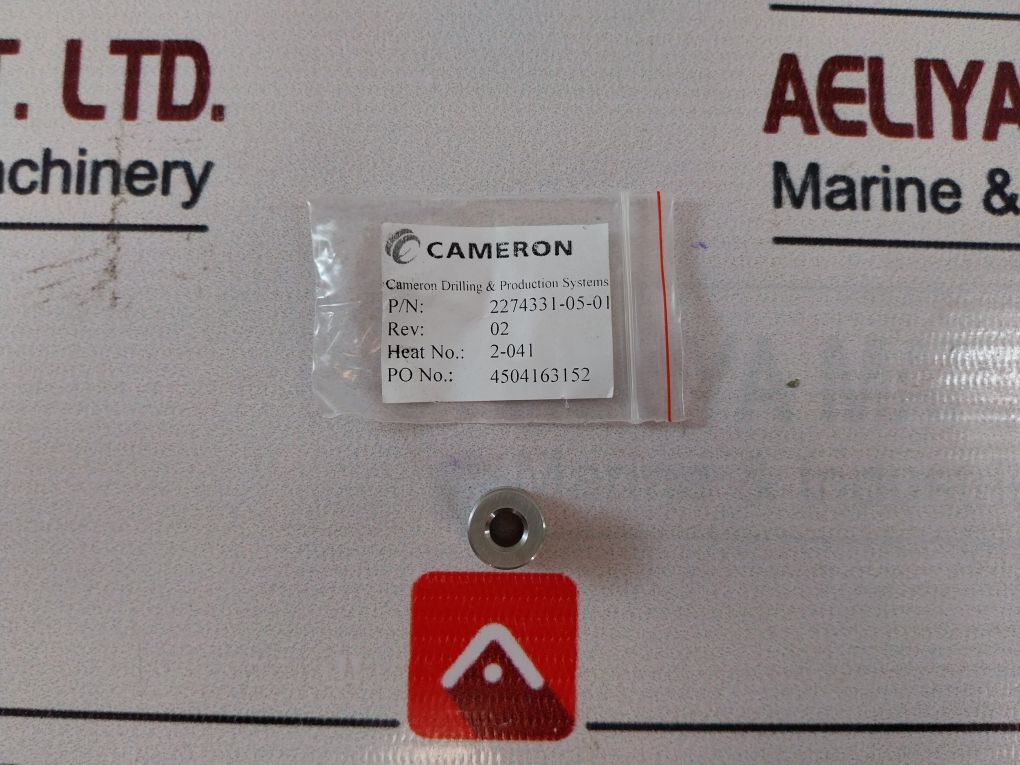 T. LTD.
achinery
AELIYA
Marine &
CAMERON
Cameron Drilling & Production Systems
P/N: 2274331-05-01
Rev: 02
Heat No.: 2-041
PO No.: 4504163152